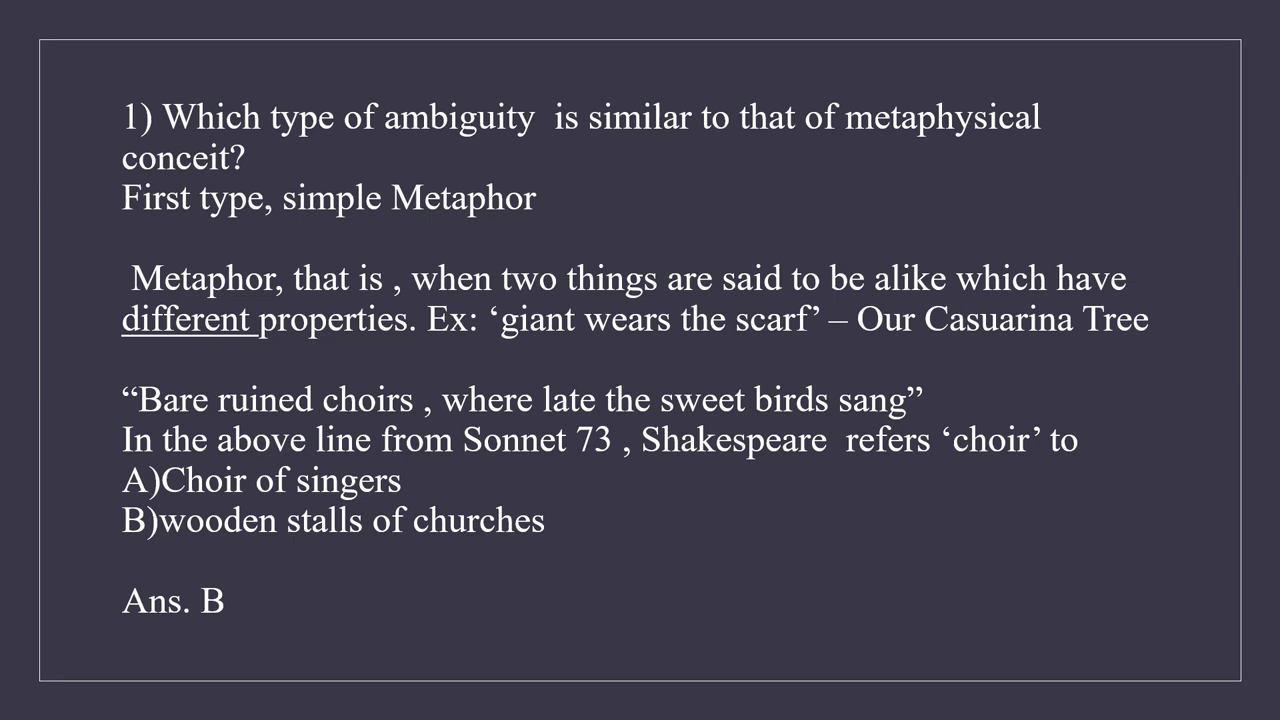 1) Which type of ambiguity  is similar to that of metaphysical
conceit?
First type, simple Metaphor
Metaphor, that is , when two things are said to be alike which have
different properties. Ex: ‘giant wears the scarf’ – Our Casuarina Tree
“Bare ruined choirs , where late the sweet birds sang”
In the above line from Sonnet 73 , Shakespeare  refers ‘choir’ to
A)Choir of singers
B)wooden stalls of churches
Ans. B